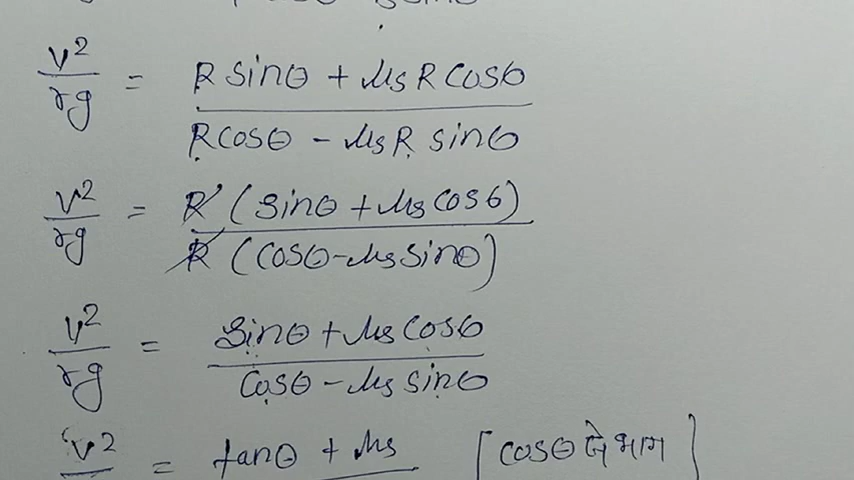 v²/rg = R sinθ + μs R cosθ / R cosθ - μs R sinθ
v²/rg = R (sinθ + μs cosθ) / R (cosθ - μs sinθ)
v²/rg = sinθ + μs cosθ / cosθ - μs sinθ
v² = tanθ + μs [cosθ से भाग]